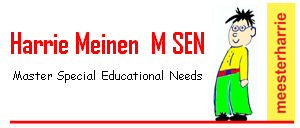 Harrie Meinen M SEN
Master Special Educational Needs
meesterharrie